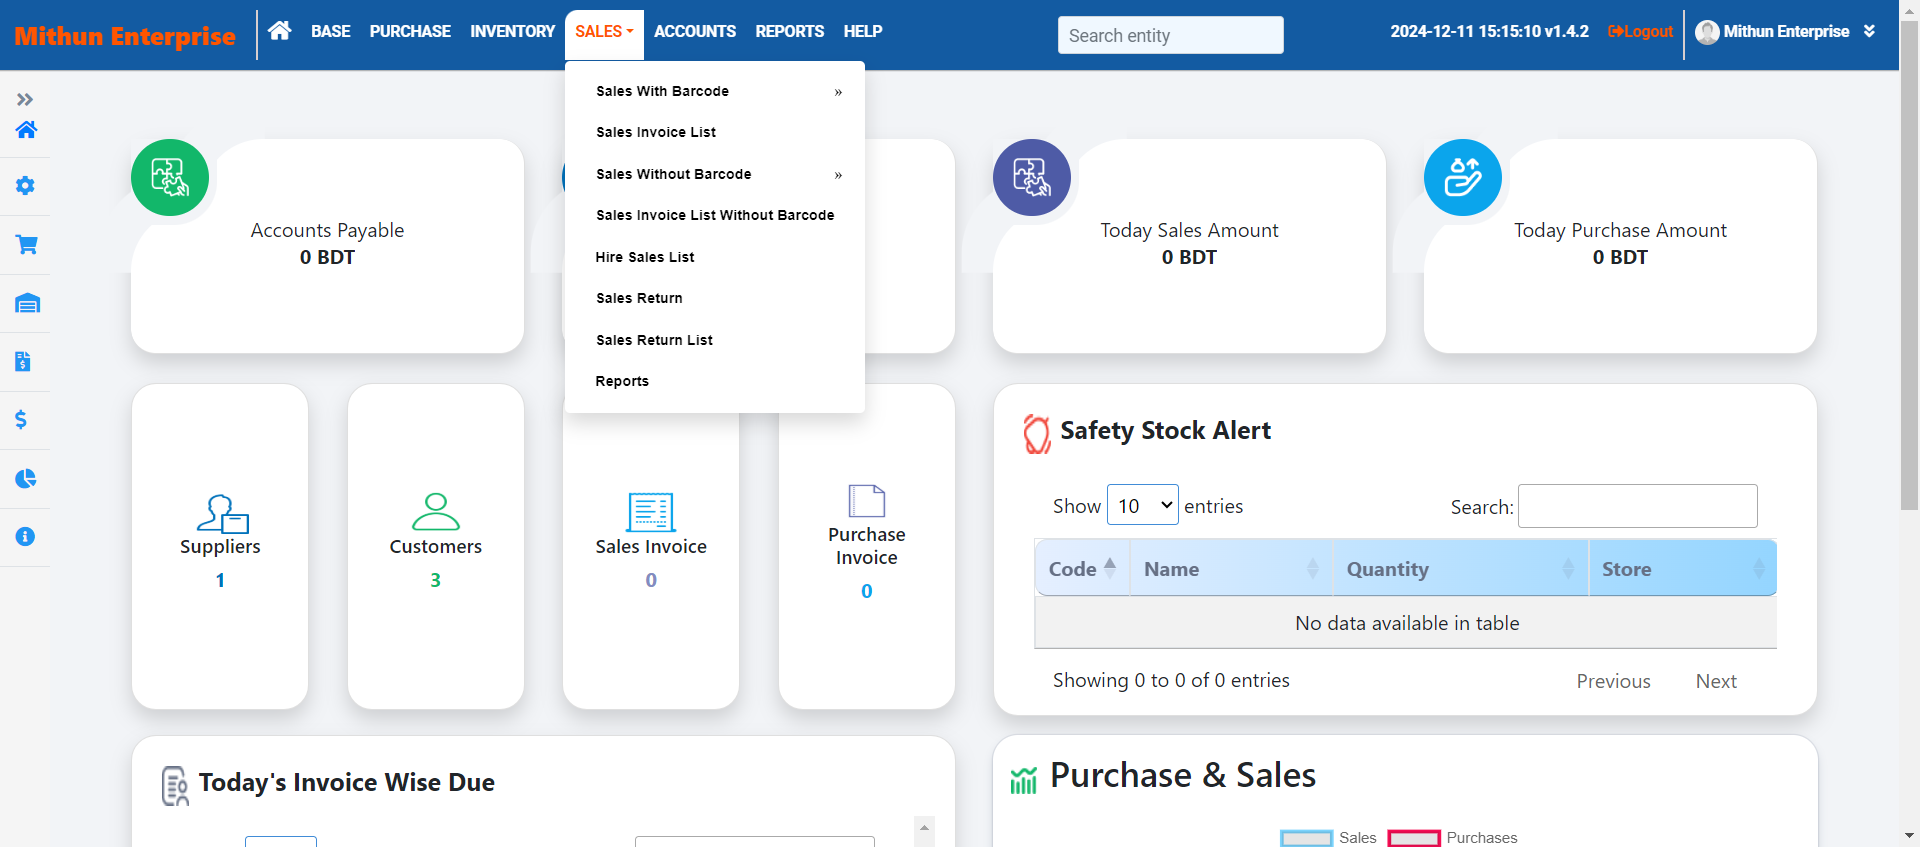 Mithun Enterprise
BASE PURCHASE INVENTORY SALES ACCOUNTS REPORTS HELP
Search entity
2024-12-11 15:15:10 v1.4.2
Logout
Mithun Enterprise
Sales With Barcode »
Sales Invoice List
Sales Without Barcode »
Sales Invoice List Without Barcode
Hire Sales List
Sales Return
Sales Return List
Reports
Accounts Payable
0 BDT
Today Sales Amount
0 BDT
Today Purchase Amount
0 BDT
Suppliers
1
Customers
3
Sales Invoice
0
Purchase
Invoice
0
Safety Stock Alert
Show 10 entries
Search:
Code Name Quantity Store
No data available in table
Showing 0 to 0 of 0 entries
Previous Next
Today's Invoice Wise Due
Purchase & Sales
Sales Purchases